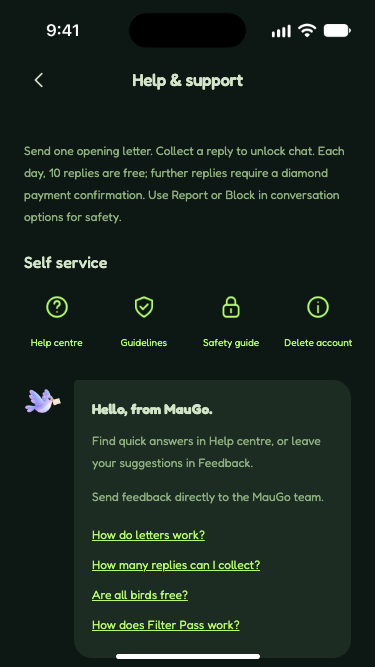 9:41
Help & support
Send one opening letter. Collect a reply to unlock chat. Each
day, 10 replies are free; further replies require a diamond
payment confirmation. Use Report or Block in conversation
options for safety.
Self service
Help centre
Guidelines
Safety guide
Delete account
Hello, from MauGo.
Find quick answers in Help centre, or leave
your suggestions in Feedback.
Send feedback directly to the MauGo team.
How do letters work?
How many replies can I collect?
Are all birds free?
How does Filter Pass work?